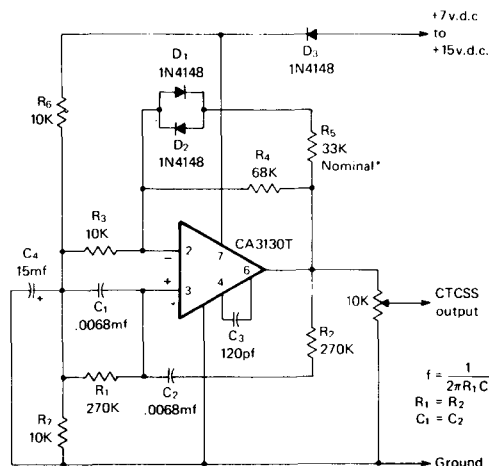 +7v.d.c
to
+15v.d.c.
D₁
1N4148
D₃
1N4148
R₆
10K
D₂
1N4148
R₅
33K
Nominal*
R₄
68K
R₃
10K
CA3130T
2
7
6
−
C₄
15mf
+
+
3
4
C₁
.0068mf
C₃
120pf
10K
CTCSS
output
R₂
270K
R₁
270K
C₂
.0068mf
f = 1
2πR₁C
R₁ = R₂
C₁ = C₂
R₇
10K
Ground